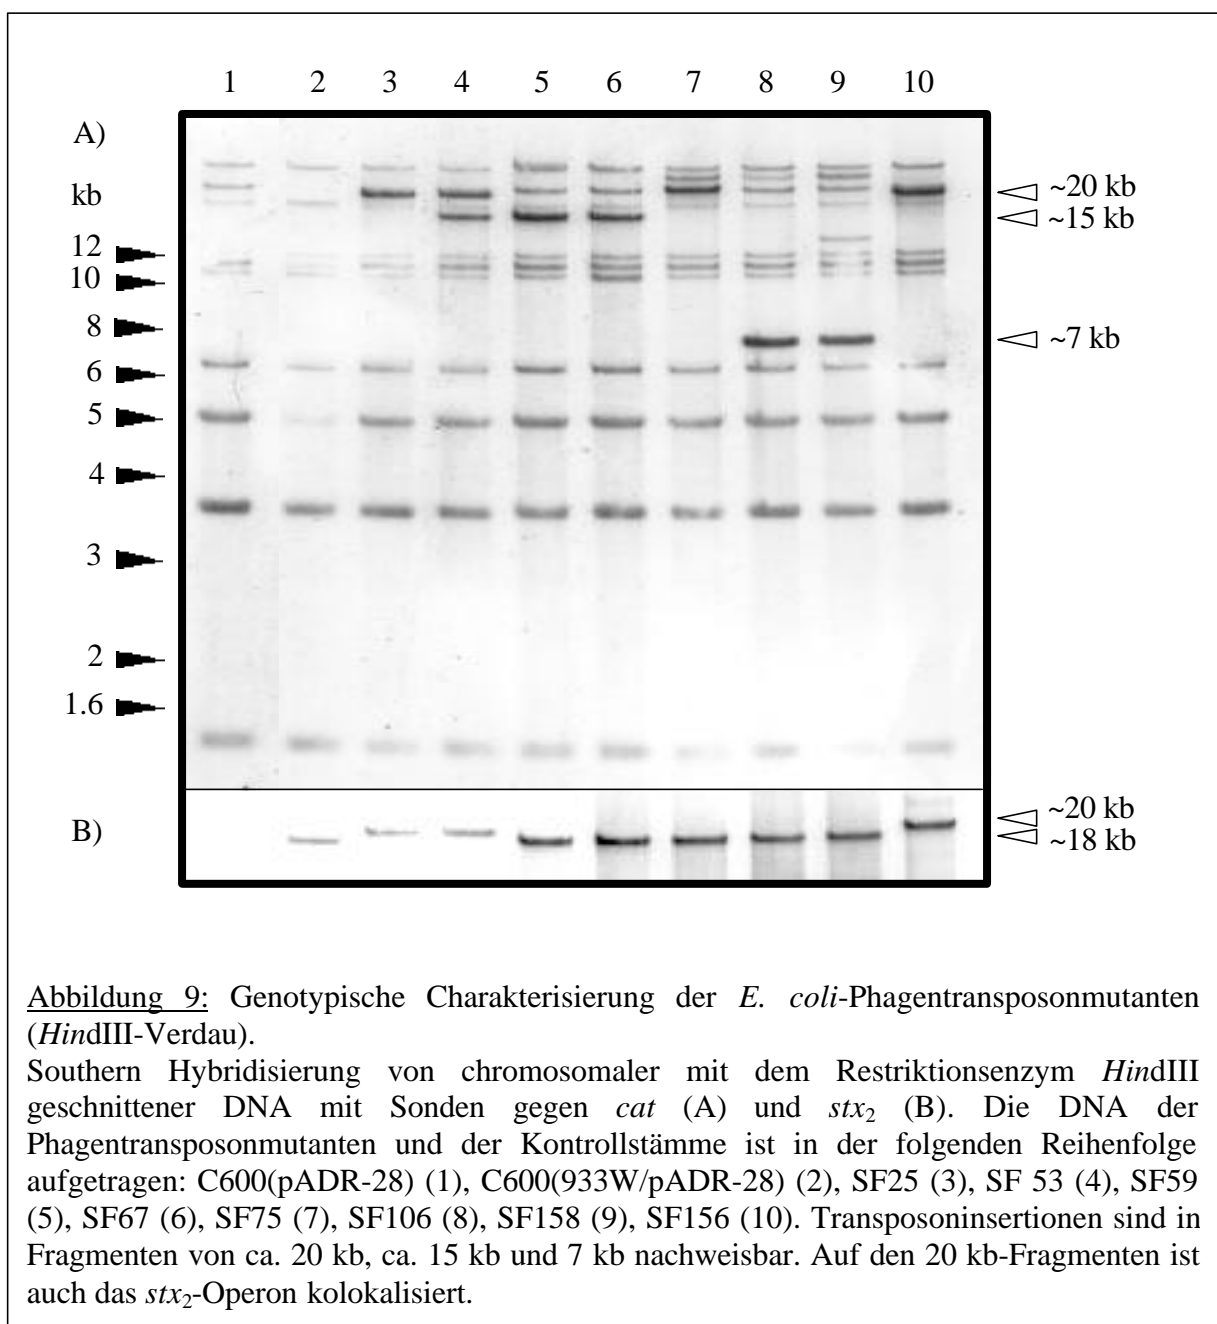 1 2 3 4 5 6 7 8 9 10
A)
kb
~20 kb
~15 kb
12
10
8
~7 kb
6
5
4
3
2
1.6
~20 kb
B)
~18 kb
Abbildung 9: Genotypische Charakterisierung der E. coli-Phagentransposonmutanten
(HindIII-Verdau).
Southern Hybridisierung von chromosomaler mit dem Restriktionsenzym HindIII
geschnittener DNA mit Sonden gegen cat (A) und stx2 (B). Die DNA der
Phagentransposonmutanten und der Kontrollstämme ist in der folgenden Reihenfolge
aufgetragen: C600(pADR-28) (1), C600(933W/pADR-28) (2), SF25 (3), SF 53 (4), SF59
(5), SF67 (6), SF75 (7), SF106 (8), SF158 (9), SF156 (10). Transposoninsertionen sind in
Fragmenten von ca. 20 kb, ca. 15 kb und 7 kb nachweisbar. Auf den 20 kb-Fragmenten ist
auch das stx2-Operon kolokalisiert.